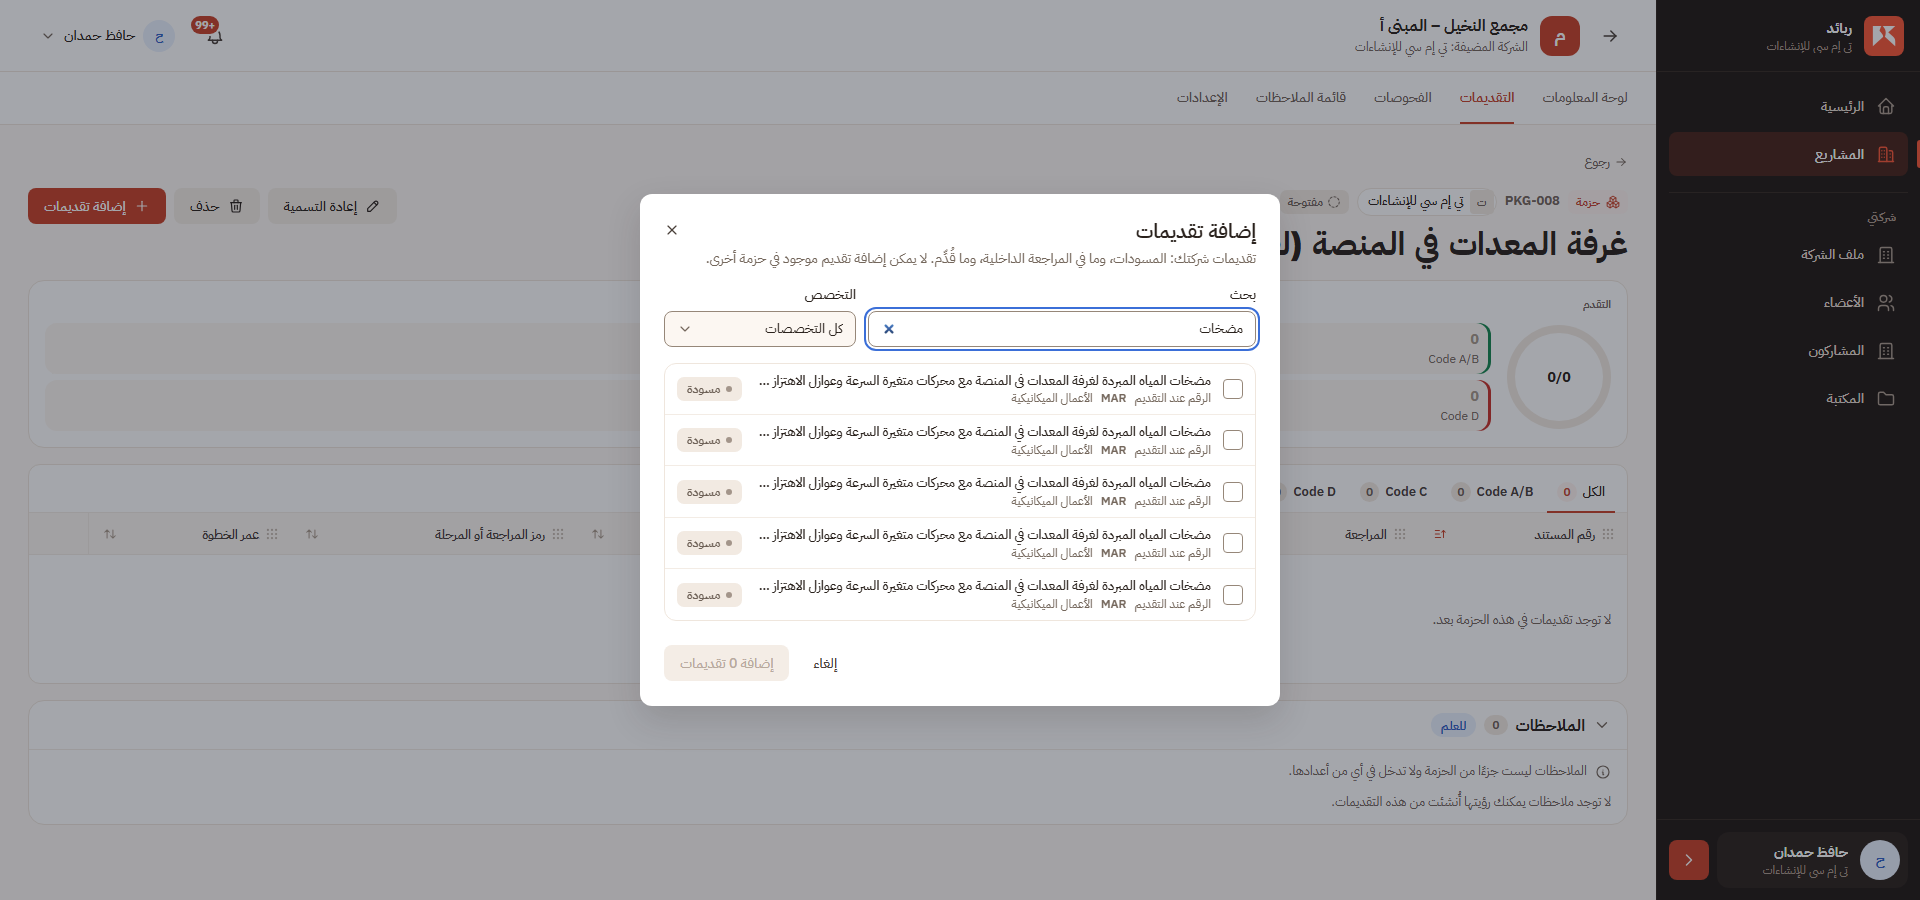 ربائد
تي إم سي للإنشاءات
الرئيسية
المشاريع
شركتي
ملف الشركة
الأعضاء
المشاركون
المكتبة
حافظ حمدان
تي إم سي للإنشاءات
مجمع النخيل – المبنى أ
الشركة المضيفة: تي إم سي للإنشاءات
99+
ح حافظ حمدان
لوحة المعلومات
التقديمات
الفحوصات
قائمة الملاحظات
الإعدادات
رجوع
حزمة PKG-008 ت تي إم سي للإنشاءات مفتوحة
غرفة المعدات في المنصة
إعادة التسمية
حذف
إضافة تقديمات
التقدم
0/0
0
Code A/B
0
Code D
الكل 0 Code A/B 0 Code C 0 Code D
رقم المستند
المراجعة
رمز المراجعة أو المرحلة
عمر الخطوة
لا توجد تقديمات في هذه الحزمة بعد.
الملاحظات 0 للعلم
الملاحظات ليست جزءًا من الحزمة ولا تدخل في أي من أعدادها.
لا توجد ملاحظات يمكنك رؤيتها أُنشئت من هذه التقديمات.
إضافة تقديمات
تقديمات شركتك: المسودات، وما في المراجعة الداخلية، وما قُدِّم. لا يمكن إضافة تقديم موجود في حزمة أخرى.
بحث
مضخات
التخصص
كل التخصصات
مضخات المياه المبردة لغرفة المعدات في المنصة مع محركات متغيرة السرعة وعوازل الاهتزاز ...
الرقم عند التقديم MAR الأعمال الميكانيكية
مسودة
مضخات المياه المبردة لغرفة المعدات في المنصة مع محركات متغيرة السرعة وعوازل الاهتزاز ...
الرقم عند التقديم MAR الأعمال الميكانيكية
مسودة
مضخات المياه المبردة لغرفة المعدات في المنصة مع محركات متغيرة السرعة وعوازل الاهتزاز ...
الرقم عند التقديم MAR الأعمال الميكانيكية
مسودة
مضخات المياه المبردة لغرفة المعدات في المنصة مع محركات متغيرة السرعة وعوازل الاهتزاز ...
الرقم عند التقديم MAR الأعمال الميكانيكية
مسودة
مضخات المياه المبردة لغرفة المعدات في المنصة مع محركات متغيرة السرعة وعوازل الاهتزاز ...
الرقم عند التقديم MAR الأعمال الميكانيكية
مسودة
إلغاء
إضافة 0 تقديمات